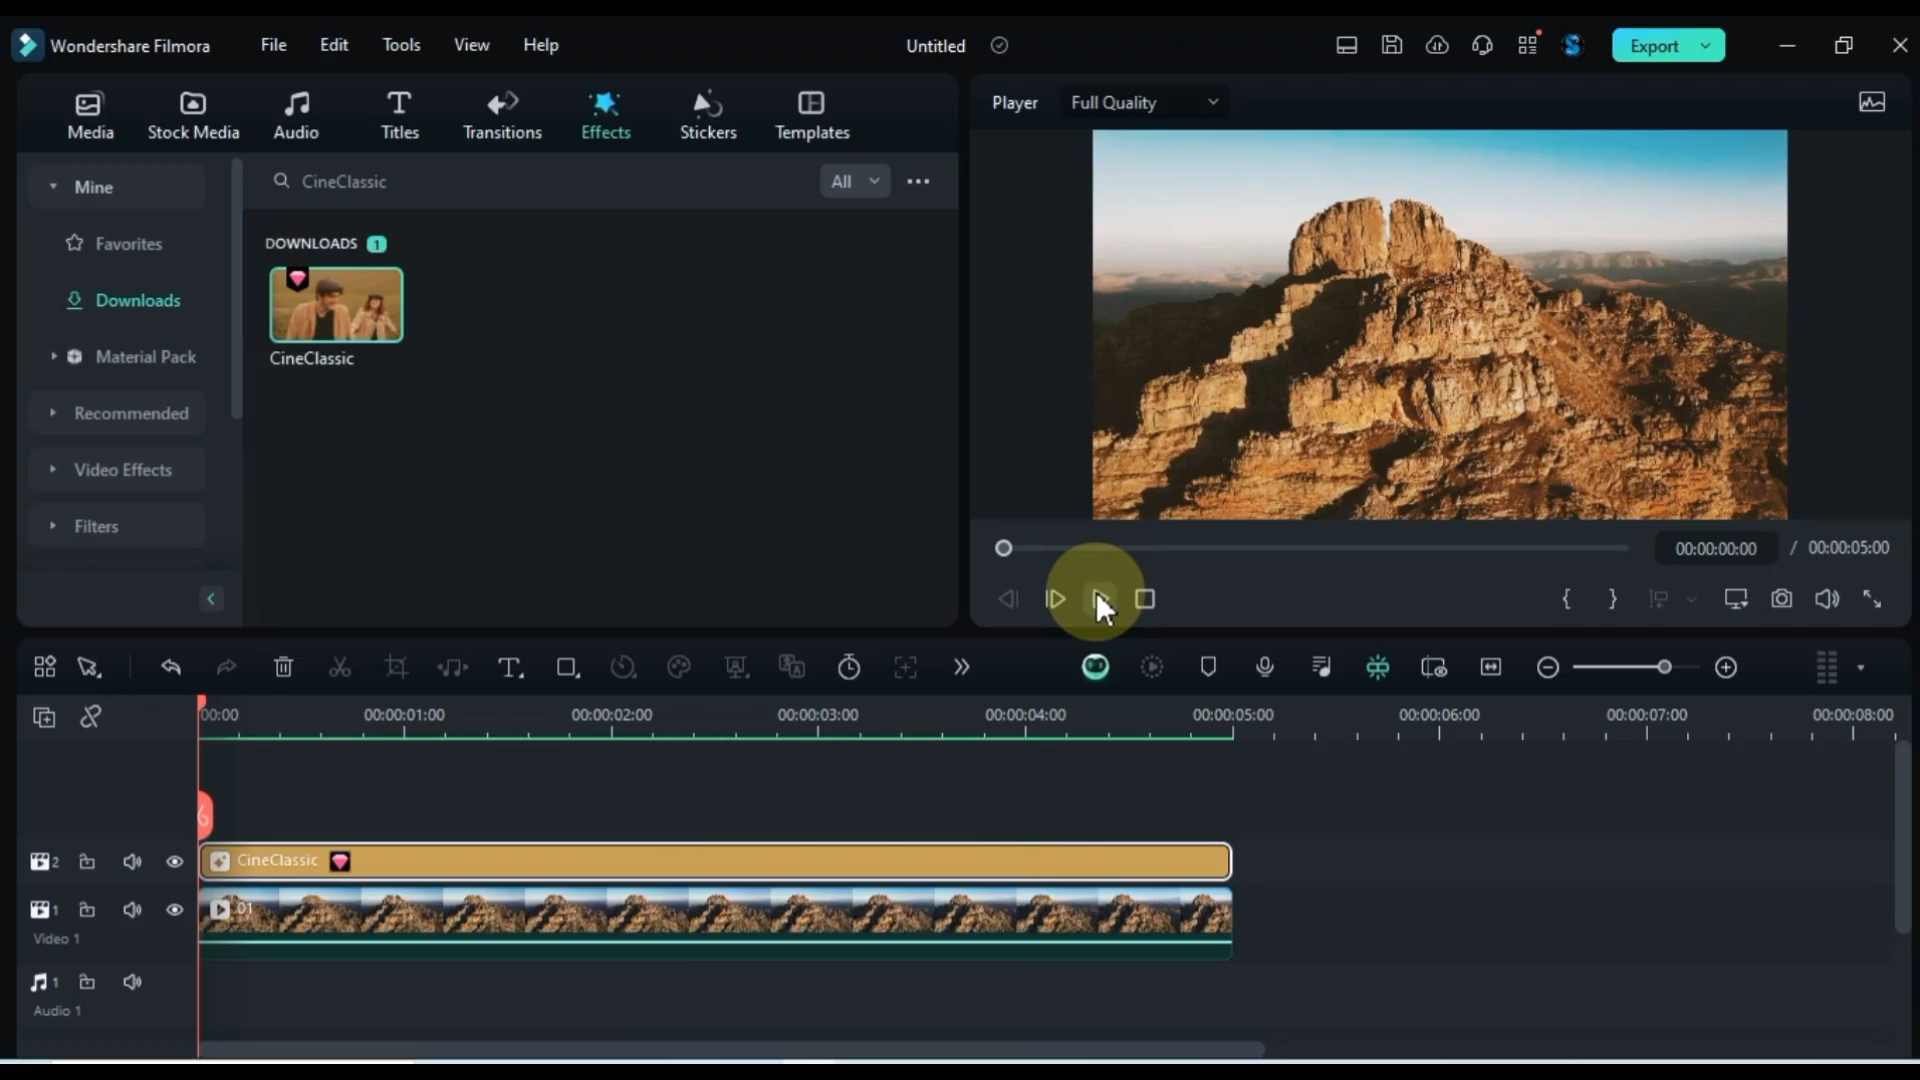 Wondershare Filmora
File
Edit
Tools
View
Help
Untitled
Export
Media
Stock Media
Audio
Titles
Transitions
Effects
Stickers
Templates
Player
Full Quality
Mine
Favorites
Downloads
Material Pack
Recommended
Video Effects
Filters
CineClassic
All
DOWNLOADS 1
CineClassic
00:00:00:00 / 00:00:05:00
{ }
00:00
00:00:01:00
00:00:02:00
00:00:03:00
00:00:04:00
00:00:05:00
00:00:06:00
00:00:07:00
00:00:08:00
2
CineClassic
1
01
Video 1
1
Audio 1